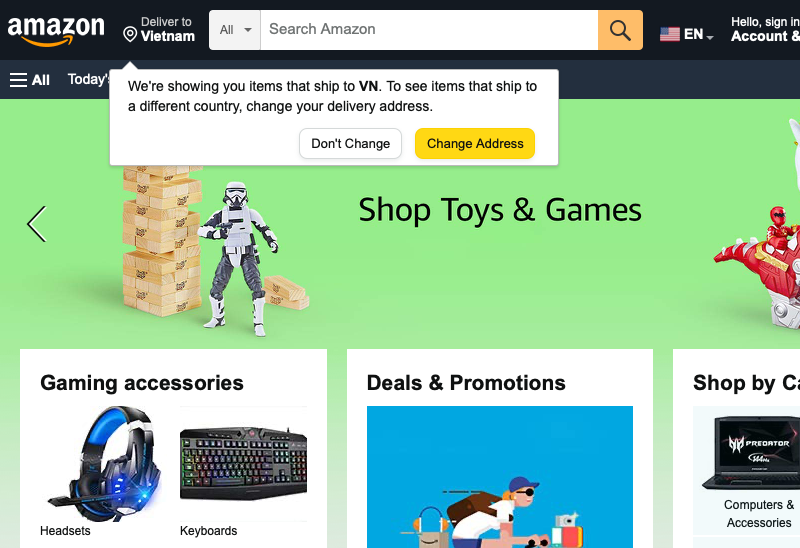 amazon
Deliver to
Vietnam
All
Search Amazon
EN
Hello, sign in
Account &
All
Today's
We're showing you items that ship to VN. To see items that ship to
a different country, change your delivery address.
Don't Change
Change Address
Shop Toys & Games
Gaming accessories
Deals & Promotions
Shop by Ca
PREDATOR
144Hz
Headsets
Keyboards
Computers &
Accessories